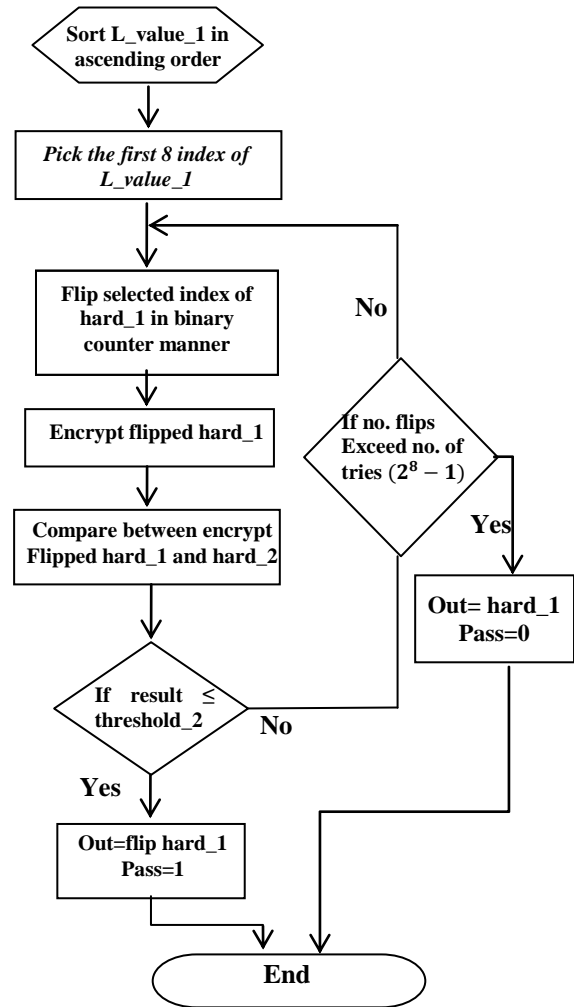 Sort L_value_1 in
ascending order
Pick the first 8 index of
L_value_1
Flip selected index of
hard_1 in binary
counter manner
Encrypt flipped hard_1
Compare between encrypt
Flipped hard_1 and hard_2
If result ≤
threshold_2
No
Yes
Out=flip hard_1
Pass=1
No
If no. flips
Exceed no. of
tries (2⁸ − 1)
Yes
Out= hard_1
Pass=0
End